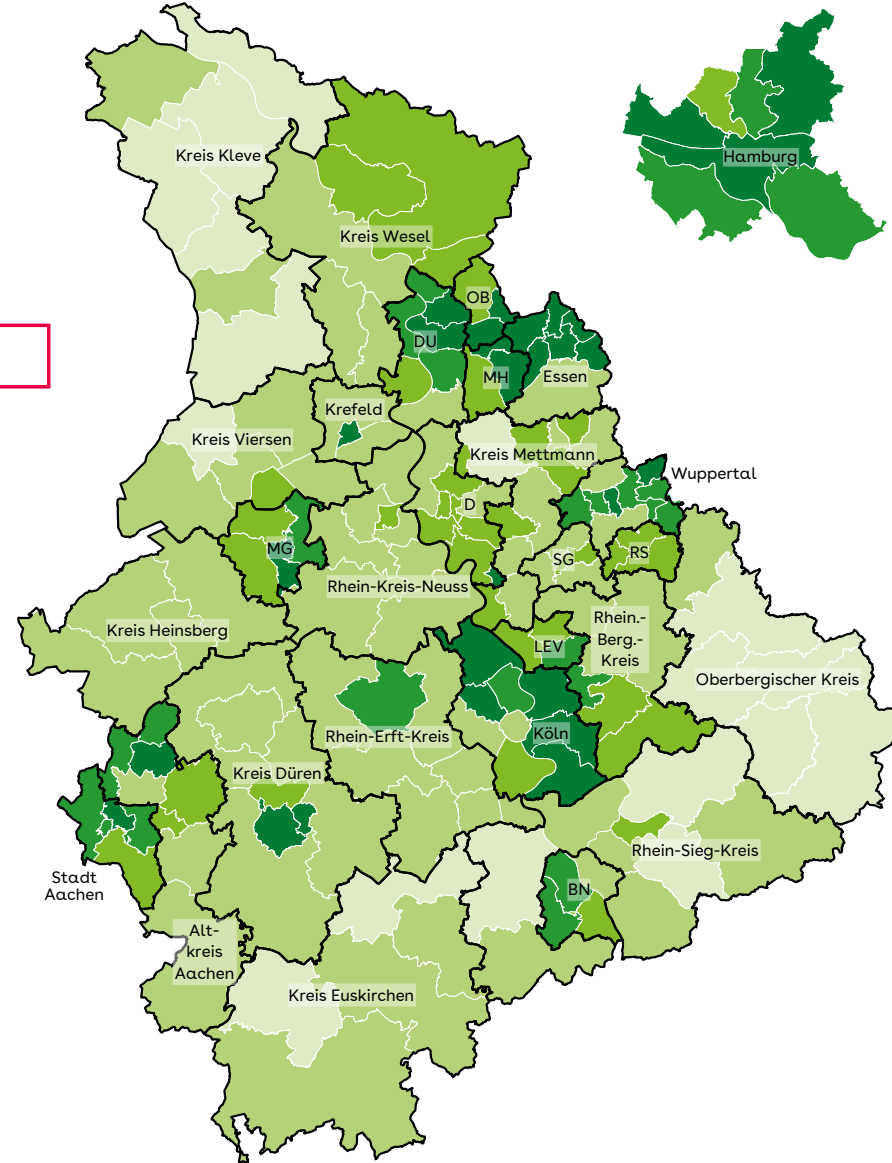 Kreis Kleve
Hamburg
Kreis Wesel
OB
DU
MH
Essen
Krefeld
Kreis Viersen
Kreis Mettmann
Wuppertal
D
MG
SG
RS
Rhein-Kreis-Neuss
Kreis Heinsberg
Rhein.-
Berg.-
Kreis
LEV
Oberbergischer Kreis
Rhein-Erft-Kreis
Köln
Kreis Düren
Rhein-Sieg-Kreis
Stadt
Aachen
BN
Alt-
kreis
Aachen
Kreis Euskirchen